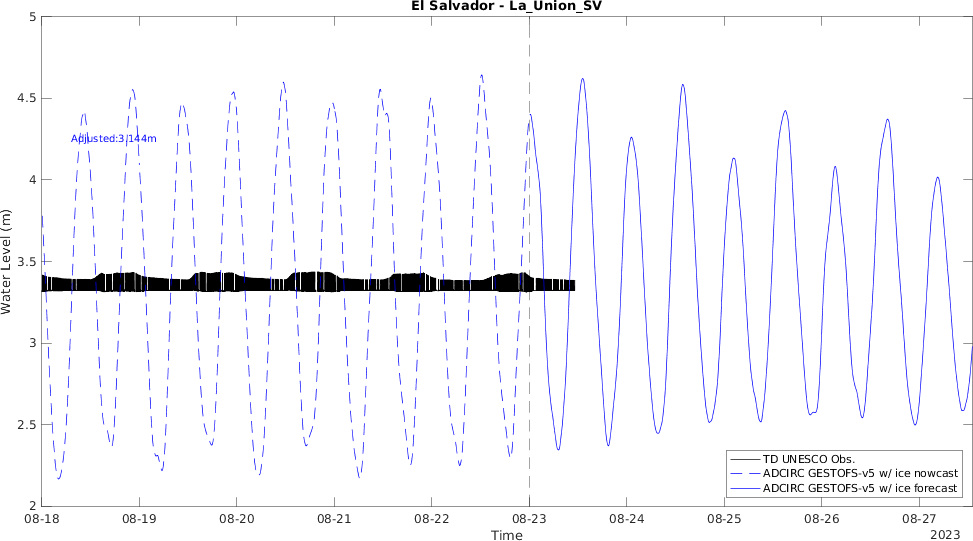 El Salvador - La_Union_SV
5
4.5
4
3.5
3
2.5
2
Water Level (m)
Adjusted:3.144m
TD UNESCO Obs.
ADCIRC GESTOFS-v5 w/ ice nowcast
ADCIRC GESTOFS-v5 w/ ice forecast
08-18 08-19 08-20 08-21 08-22 08-23 08-24 08-25 08-26 08-27
Time
2023